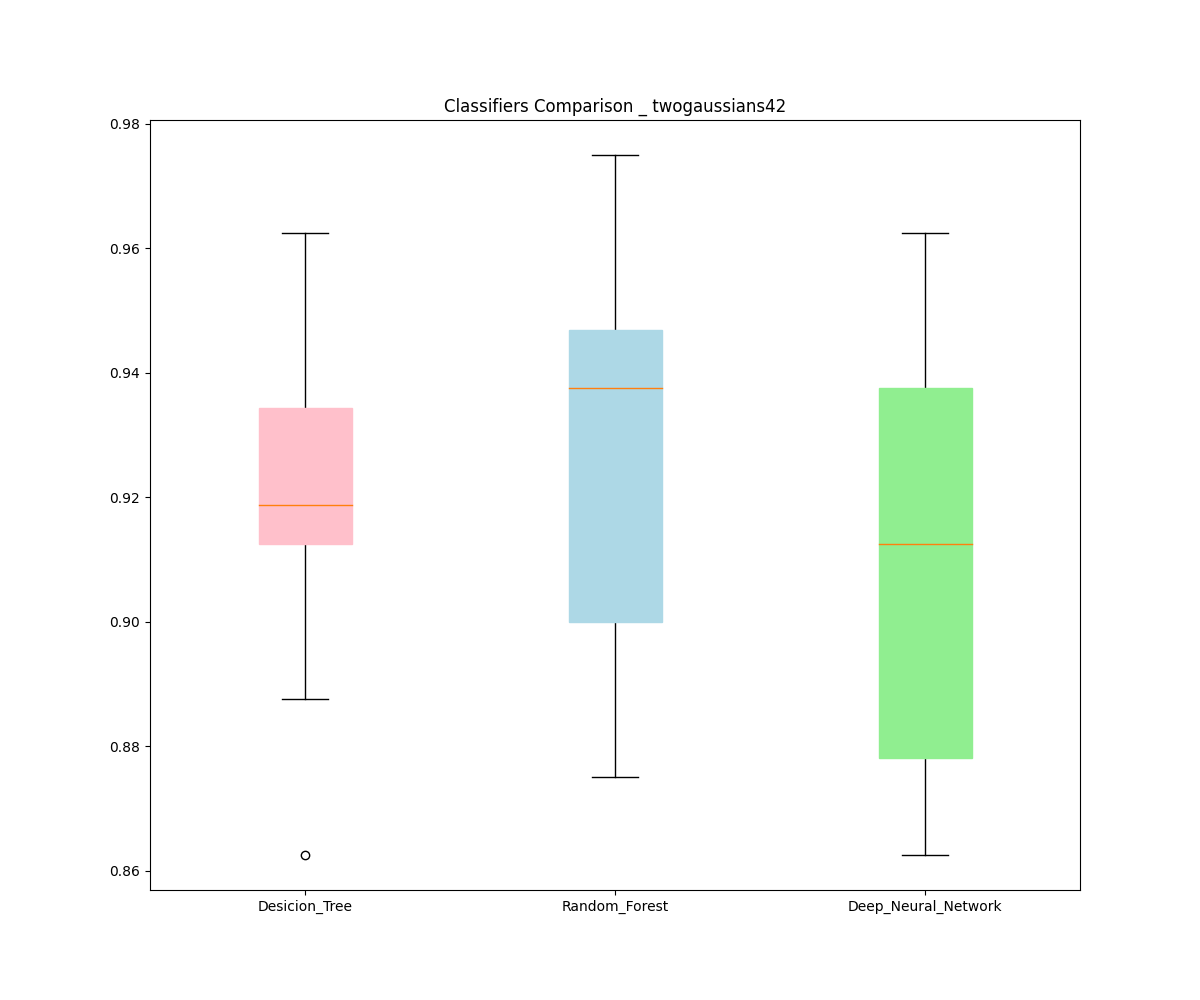 Classifiers Comparison _ twogaussians42
0.98
0.96
0.94
0.92
0.90
0.88
0.86
Desicion_Tree
Random_Forest
Deep_Neural_Network